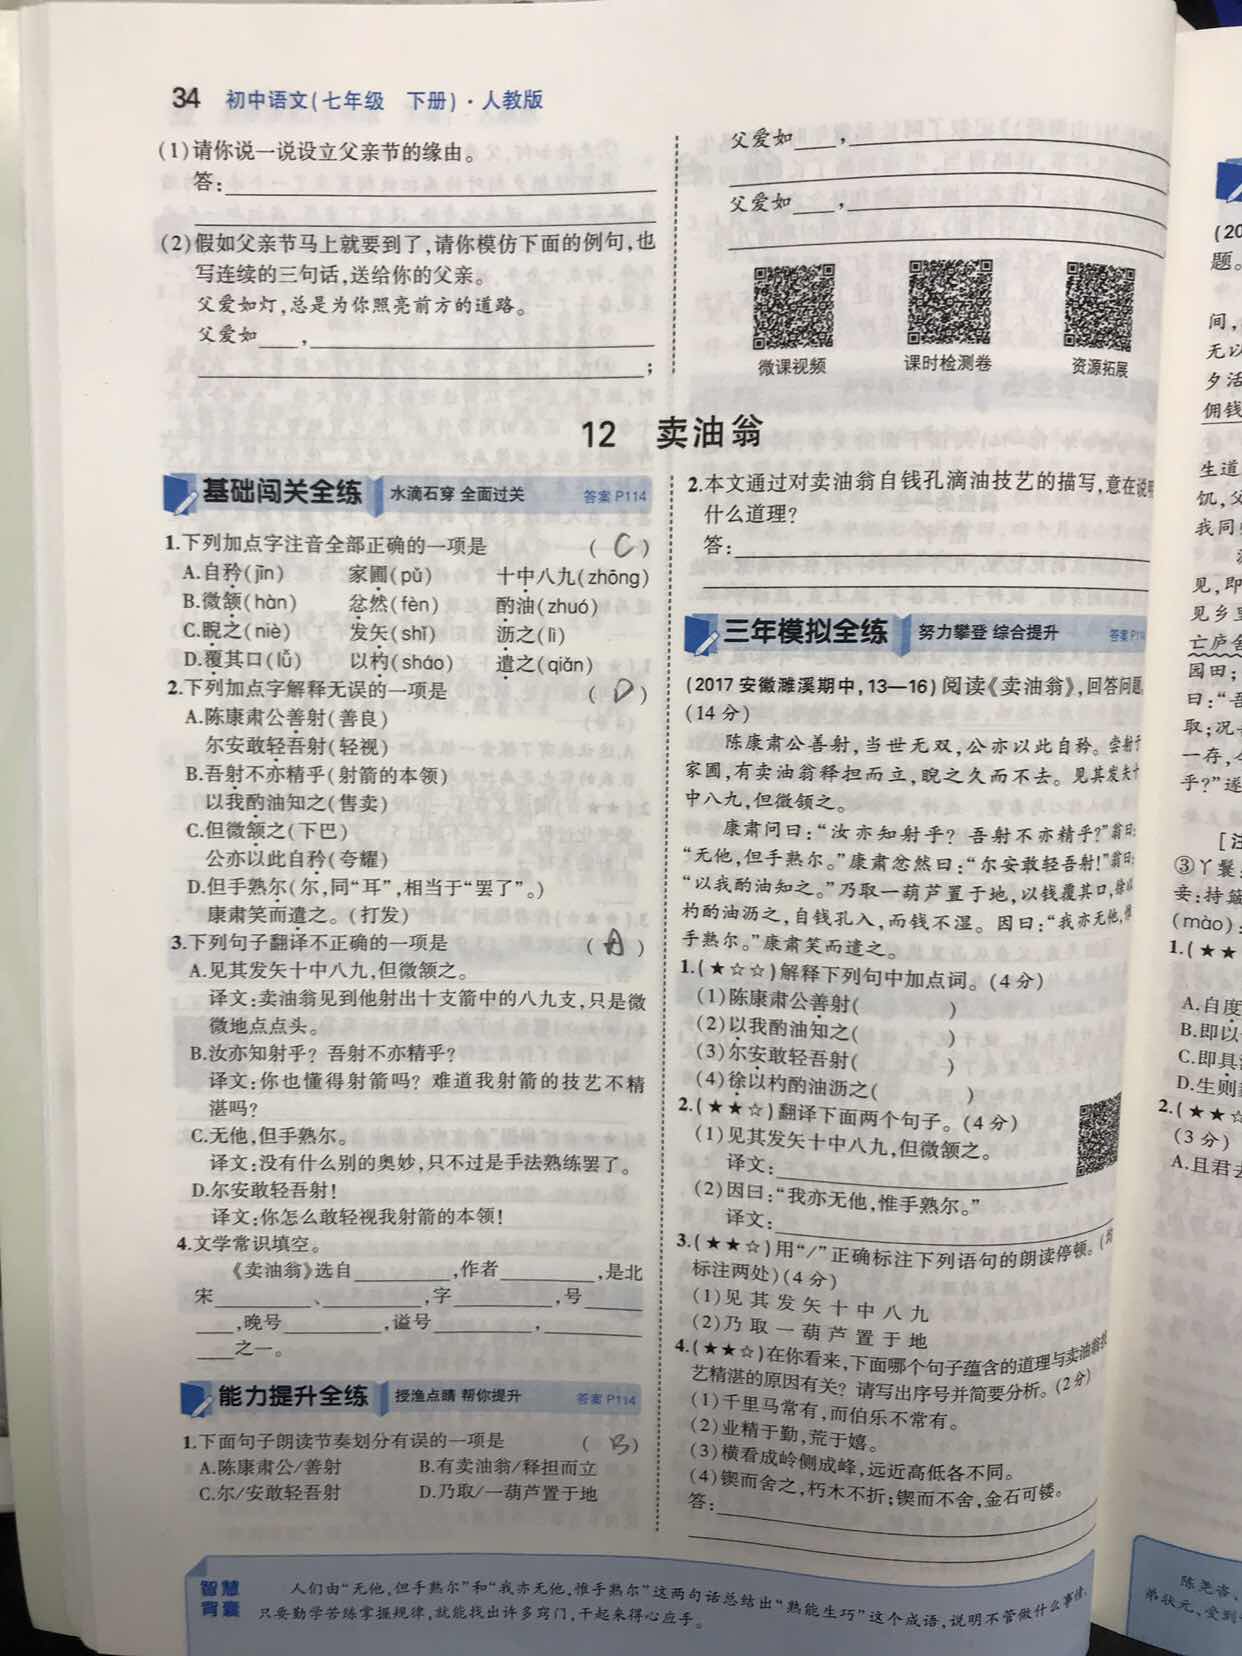 34 初中语文(七年级 下册)·人教版
(1)请你说一说设立父亲节的缘由。
答:
(2)假如父亲节马上就要到了,请你模仿下面的例句,也
写连续的三句话,送给你的父亲。
父爱如灯,总是为你照亮前方的道路。
父爱如____,
;
父爱如____,
父爱如____,
微课视频 课时检测卷 资源拓展
12 卖油翁
基础闯关全练 水滴石穿 全面过关 答案P114
1.下列加点字注音全部正确的一项是 ( C )
A.自矜(jīn) 家圃(pǔ) 十中八九(zhōng)
B.微颔(hàn) 忿然(fèn) 酌油(zhuó)
C.睨之(niè) 发矢(shǐ) 沥之(lì)
D.覆其口(lǚ) 以杓(sháo) 遣之(qiǎn)
2.下列加点字解释无误的一项是 ( D )
A.陈康肃公善射(善良)
尔安敢轻吾射(轻视)
B.吾射不亦精乎(射箭的本领)
以我酌油知之(售卖)
C.但微颔之(下巴)
公亦以此自矜(夸耀)
D.但手熟尔(尔,同“耳”,相当于“罢了”。)
康肃笑而遣之。(打发)
3.下列句子翻译不正确的一项是 ( A )
A.见其发矢十中八九,但微颔之。
译文:卖油翁见到他射出十支箭中的八九支,只是微
微地点点头。
B.汝亦知射乎? 吾射不亦精乎?
译文:你也懂得射箭吗? 难道我射箭的技艺不精
湛吗?
C.无他,但手熟尔。
译文:没有什么别的奥妙,只不过是手法熟练罢了。
D.尔安敢轻吾射!
译文:你怎么敢轻视我射箭的本领!
4.文学常识填空。
《卖油翁》选自________,作者________,是北
宋________、________,字________,号____
____,晚号________,谥号________,________
____之一。
能力提升全练 授渔点睛 帮你提升 答案P114
1.下面句子朗读节奏划分有误的一项是 ( B )
A.陈康肃公/善射 B.有卖油翁/释担而立
C.尔/安敢轻吾射 D.乃取/一葫芦置于地
2.本文通过对卖油翁自钱孔滴油技艺的描写,意在说明
什么道理?
答:
三年模拟全练 努力攀登 综合提升 答案P11
(2017安徽濉溪期中,13—16)阅读《卖油翁》,回答问题。
(14分)
陈康肃公善射,当世无双,公亦以此自矜。尝射于
家圃,有卖油翁释担而立,睨之久而不去。见其发矢十
中八九,但微颔之。
康肃问曰:“汝亦知射乎? 吾射不亦精乎?”翁曰:
“无他,但手熟尔。”康肃忿然曰:“尔安敢轻吾射!”翁曰:
“以我酌油知之。”乃取一葫芦置于地,以钱覆其口,徐以
杓酌油沥之,自钱孔入,而钱不湿。因曰:“我亦无他,惟
手熟尔。”康肃笑而遣之。
1.(★☆☆)解释下列句中加点词。(4分)
(1)陈康肃公善射( )
(2)以我酌油知之( )
(3)尔安敢轻吾射( )
(4)徐以杓酌油沥之( )
2.(★★☆)翻译下面两个句子。(4分)
(1)见其发矢十中八九,但微颔之。
译文:
(2)因曰:“我亦无他,惟手熟尔。”
译文:
3.(★★☆)用“/”正确标注下列语句的朗读停顿。(
标注两处)(4分)
(1)见 其 发 矢 十 中 八 九
(2)乃 取 一 葫 芦 置 于 地
4.(★★☆)在你看来,下面哪个句子蕴含的道理与卖油翁技
艺精湛的原因有关? 请写出序号并简要分析。(2分)
(1)千里马常有,而伯乐不常有。
(2)业精于勤,荒于嬉。
(3)横看成岭侧成峰,远近高低各不同。
(4)锲而舍之,朽木不折;锲而不舍,金石可镂。
答:
智慧
背囊
人们由“无他,但手熟尔”和“我亦无他,惟手熟尔”这两句话总结出“熟能生巧”这个成语,说明不管做什么事情,
只要勤学苦练掌握规律,就能找出许多窍门,干起来得心应手。
(20
题。
间,
无以
夕活
佣钱
生道
饥,父
我同
见,即
见乡里
亡庐舍
园田;
曰:“吾
取;况
一存,今
乎?”遂
[注
③丫鬟
妾:持
(mào):
1.(★★
A.自度
B.即以
C.即具
D.生则
2.(★★☆
(3分)
A.且君去
陈尧咨、
弟状元、受到